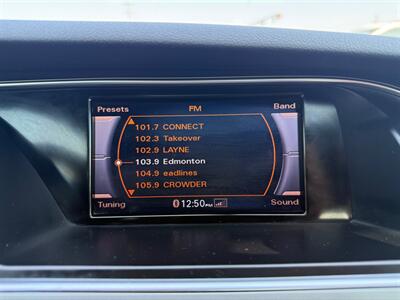 Presets FM Band
101.7 CONNECT
102.3 Takeover
102.9 LAYNE
103.9 Edmonton
104.9 eadlines
105.9 CROWDER
Tuning 12:50PM Sound